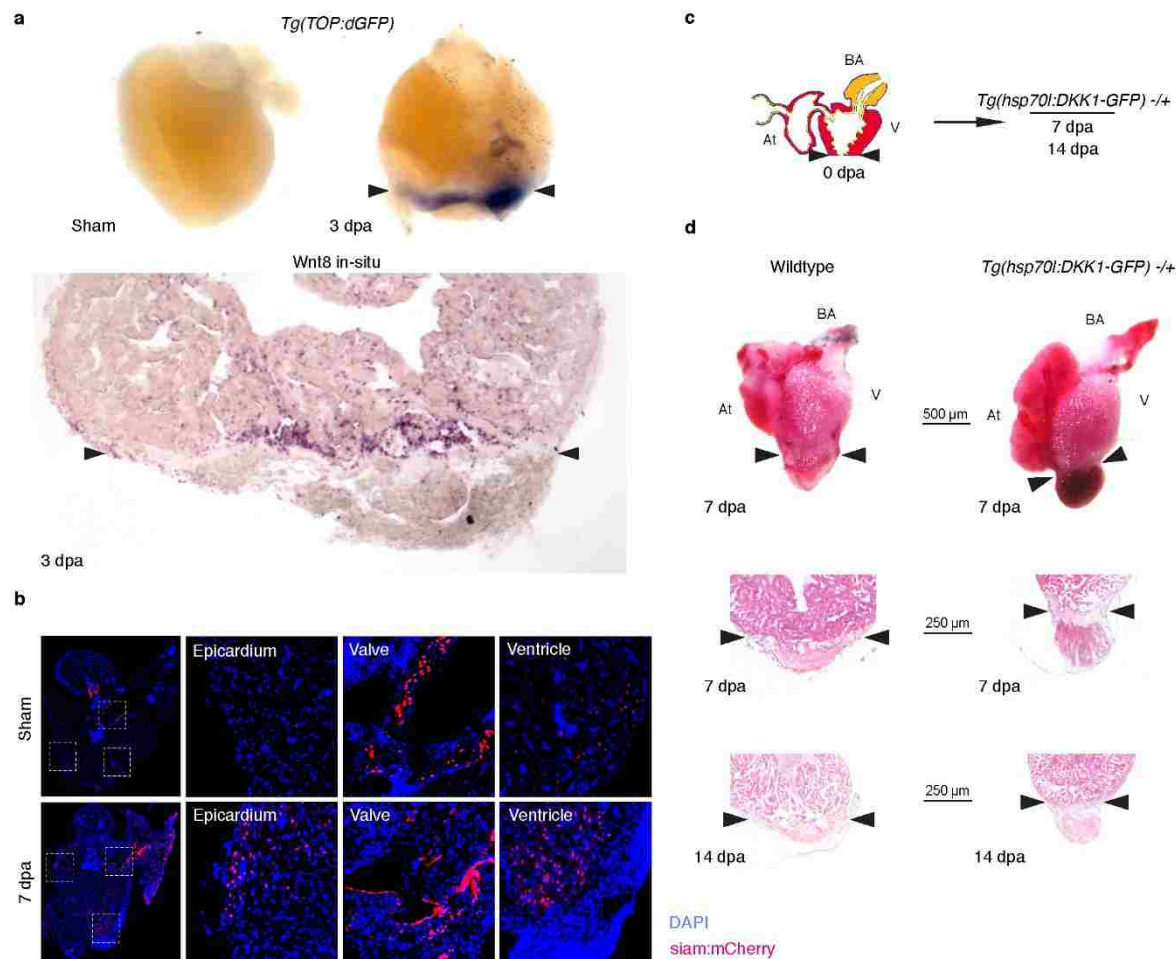 a
Tg(TOP:dGFP)
Sham
3 dpa
Wnt8 in-situ
3 dpa
b
Sham
Epicardium
Valve
Ventricle
7 dpa
Epicardium
Valve
Ventricle
DAPI
siam:mCherry
c
BA
At
V
0 dpa
Tg(hsp70l:DKK1-GFP) -/+
7 dpa
14 dpa
d
Wildtype
Tg(hsp70l:DKK1-GFP) -/+
BA
At
V
7 dpa
500 µm
BA
At
V
7 dpa
7 dpa
250 µm
7 dpa
14 dpa
250 µm
14 dpa